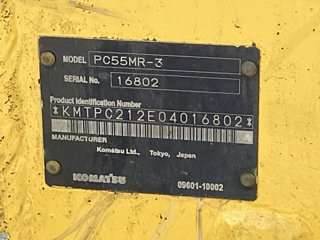 MODEL PC55MR-3
SERIAL No. 16802
Product Identification Number
*KMTPC212E04016802*
MANUFACTURER
Komatsu Ltd., Tokyo, Japan
KOMATSU
09601-10002